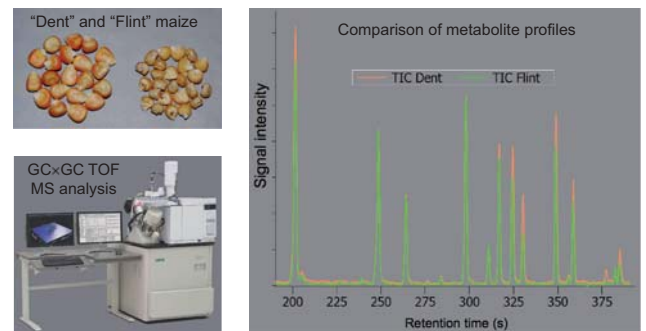 “Dent” and “Flint” maize
GC×GC TOF
MS analysis
Comparison of metabolite profiles
TIC Dent TIC Flint
Signal intensity
200 225 250 275 300 325 350 375
Retention time (s)